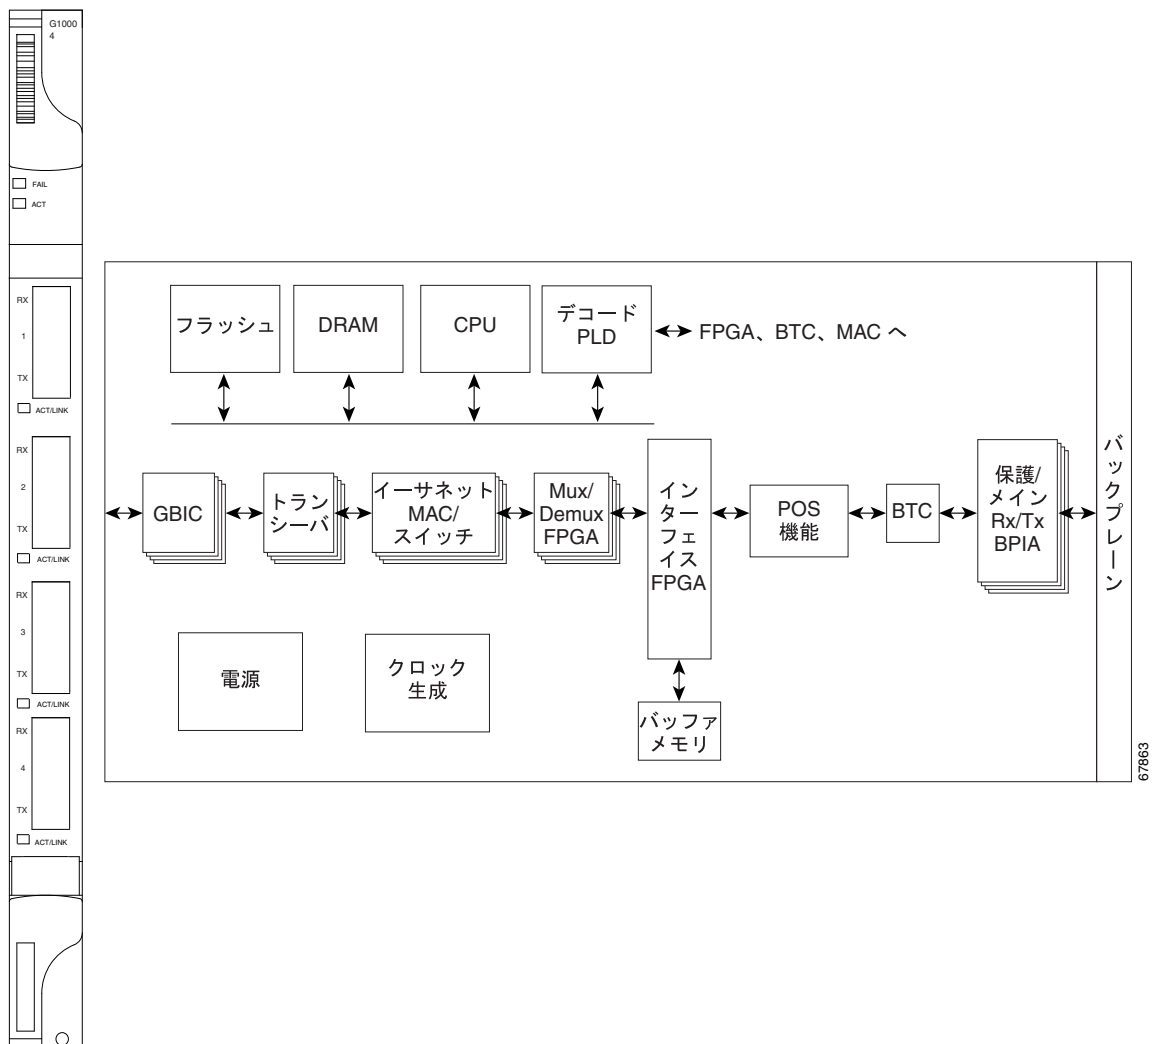 G1000
4
FAIL
ACT
RX
1
TX
ACT/LINK
RX
2
TX
ACT/LINK
RX
3
TX
ACT/LINK
RX
4
TX
ACT/LINK
フラッシュ
DRAM
CPU
デコード
PLD
FPGA、BTC、MAC へ
GBIC
トラン
シーバ
イーサネット
MAC/
スイッチ
Mux/
Demux
FPGA
イン
ター
フェ
イス
FPGA
POS
機能
BTC
保護/
メイン
Rx/Tx
BPIA
バックプレーン
電源
クロック
生成
バッファ
メモリ
67863